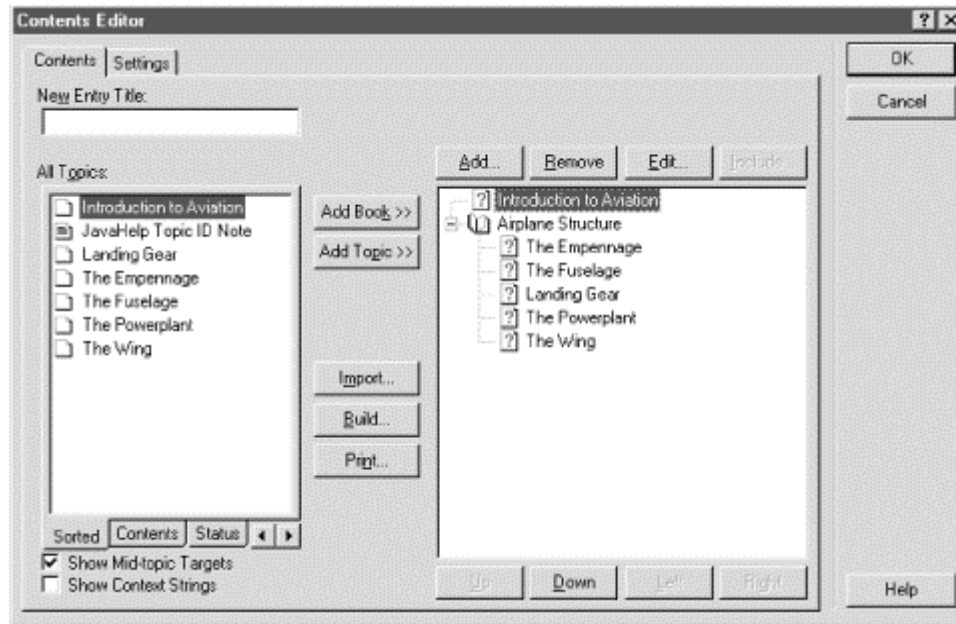 Contents Editor
Contents Settings
OK
New Entry Title:
Cancel
All Topics:
Add... Remove Edit... Include...
Introduction to Aviation
JavaHelp Topic ID Note
Landing Gear
The Empennage
The Fuselage
The Powerplant
The Wing
Add Book >>
Add Topic >>
Import...
Build...
Print...
Introduction to Aviation
Airplane Structure
The Empennage
The Fuselage
Landing Gear
The Powerplant
The Wing
Sorted Contents Status
Show Mid-topic Targets
Show Context Strings
Up Down Left Right
Help